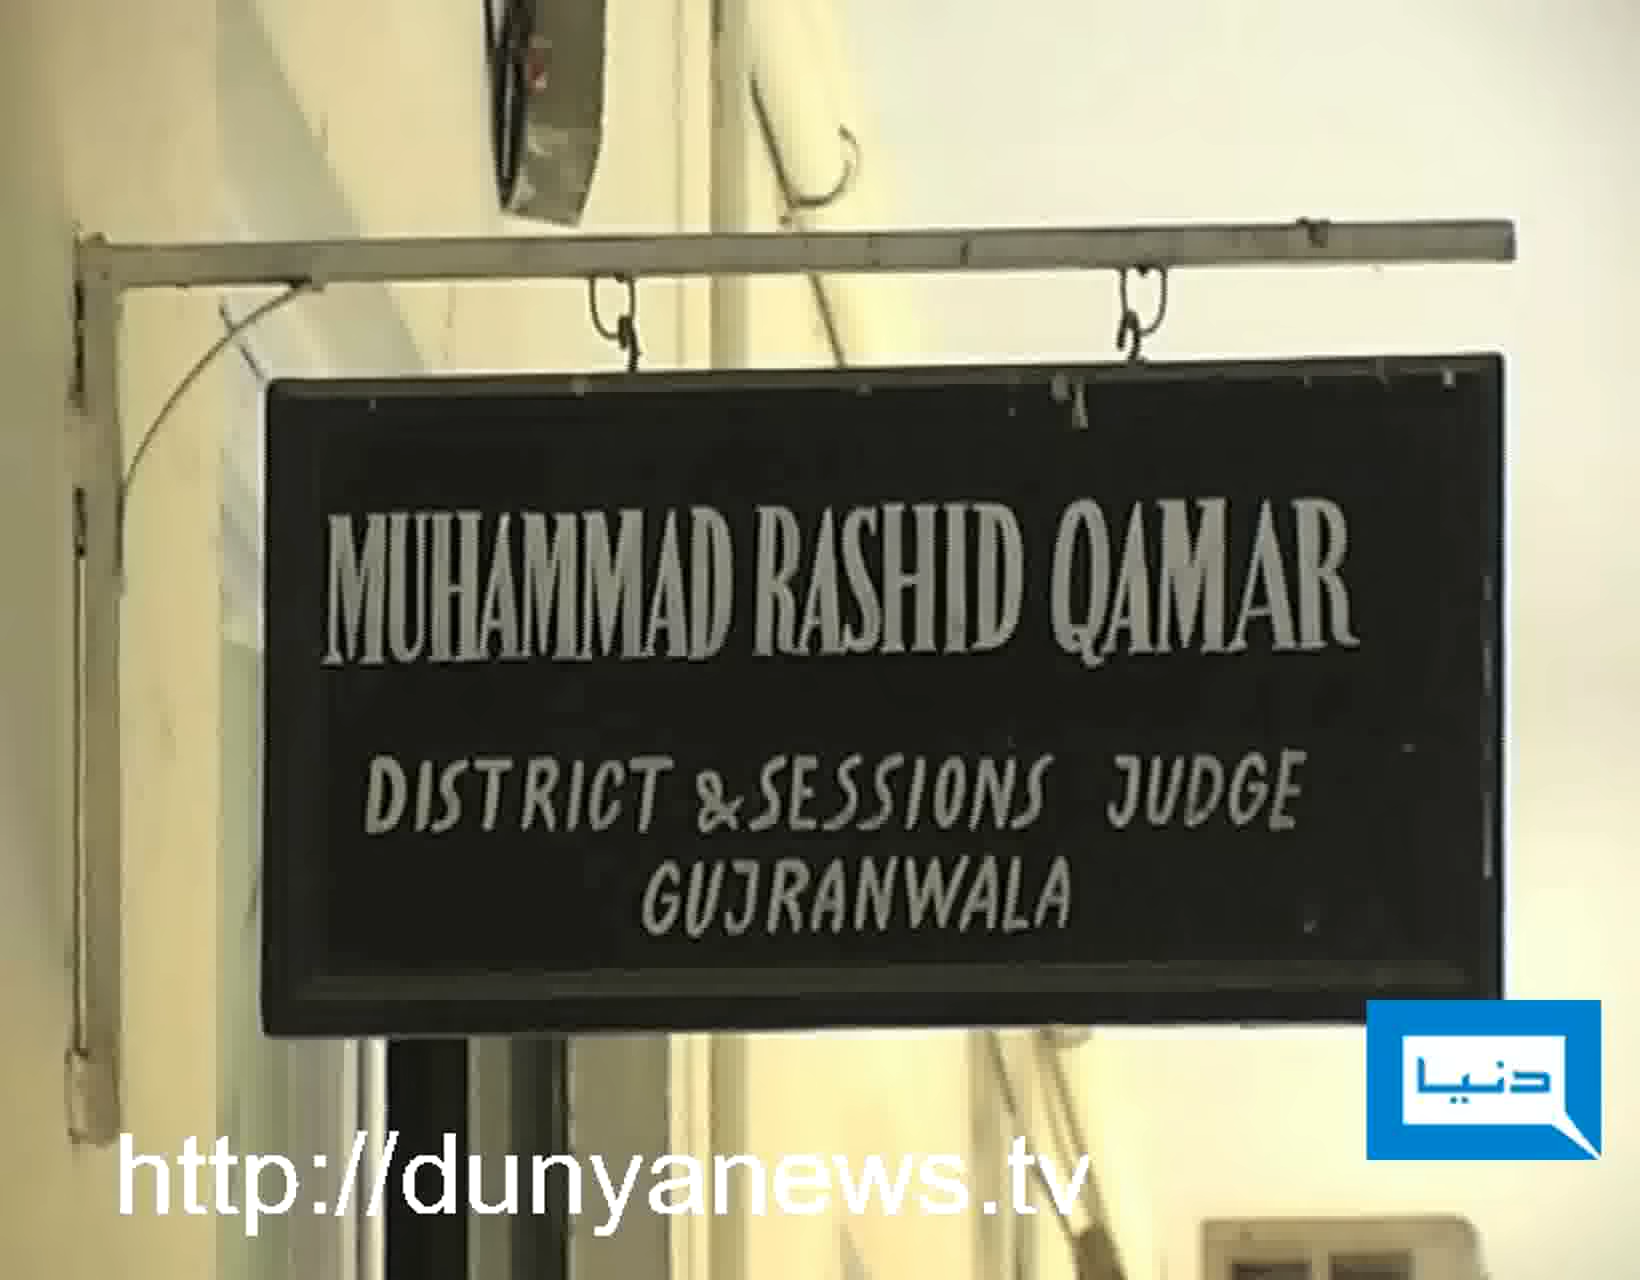 MUHAMMAD RASHID QAMAR
DISTRICT & SESSIONS JUDGE
GUJRANWALA
دنیا
http://dunyanews.tv